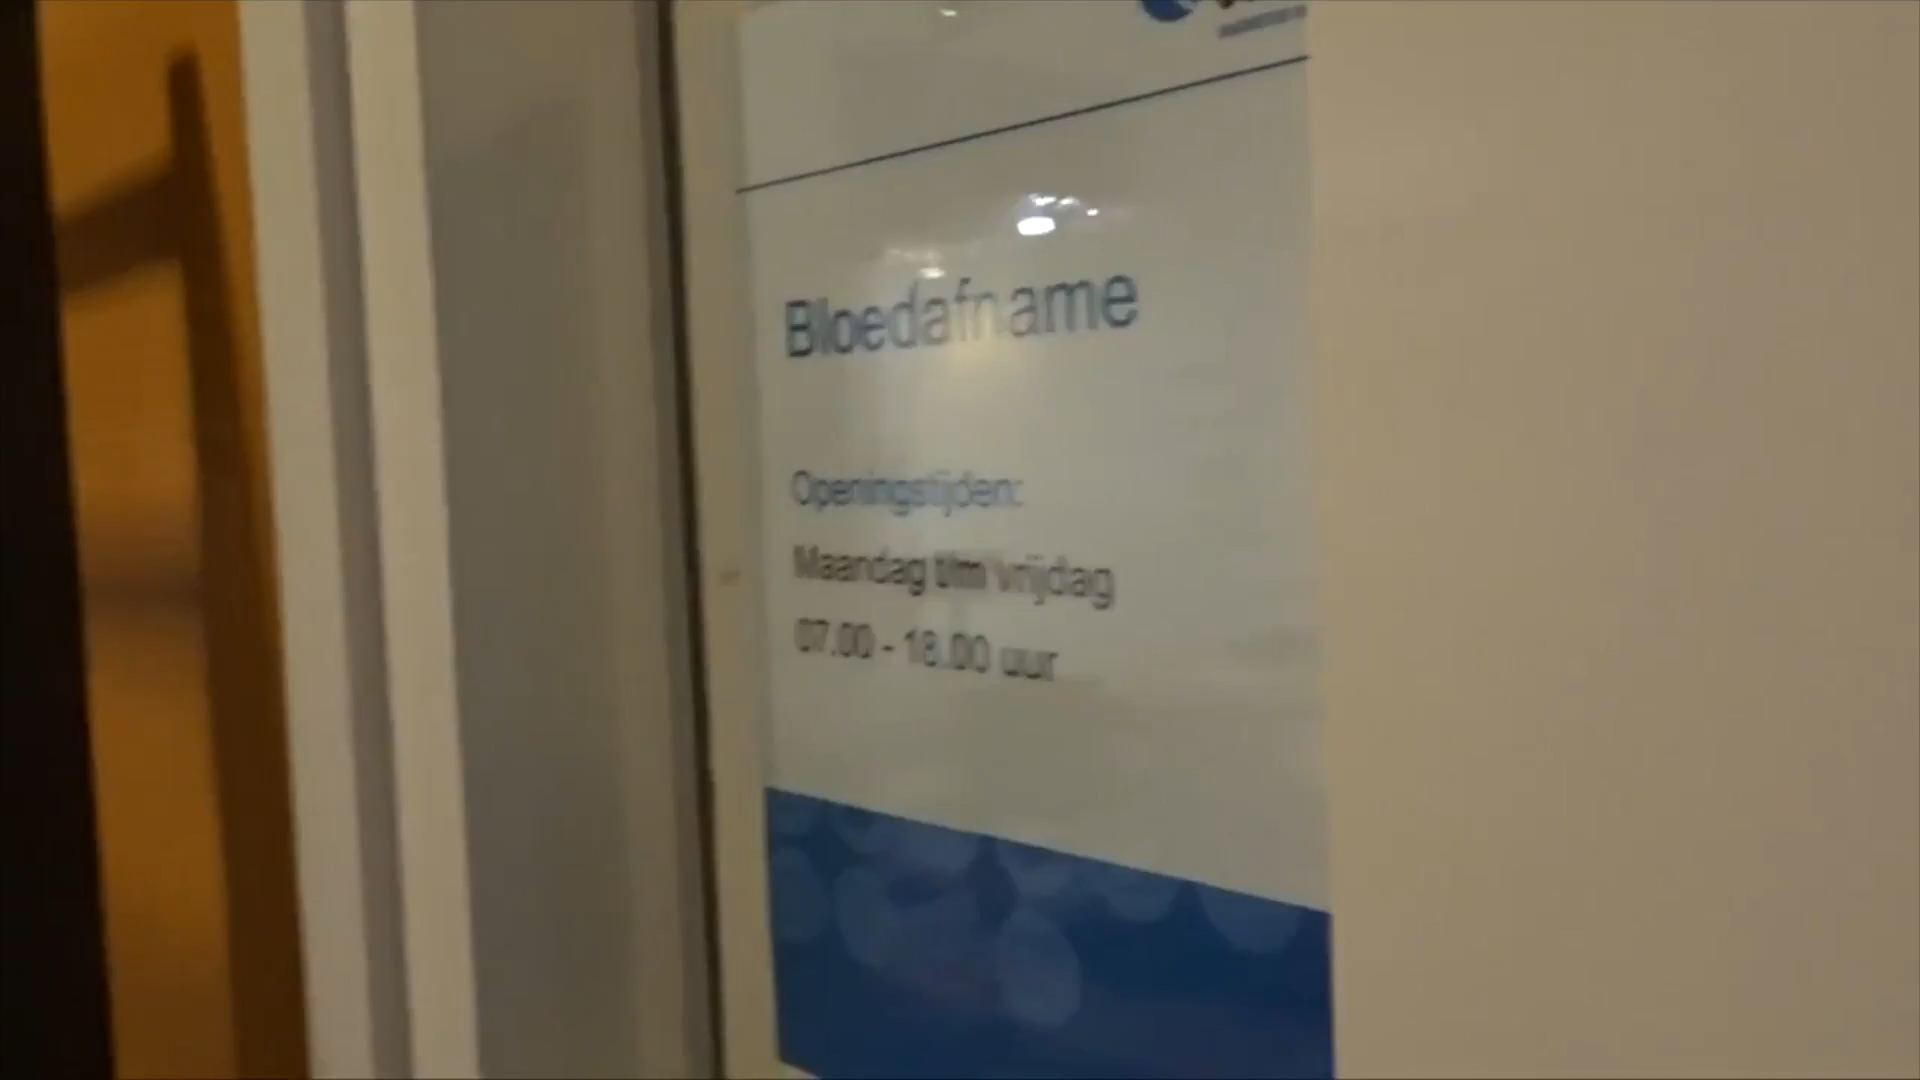 Bloedafname
Openingstijden:
Maandag t/m vrijdag
07.00 - 18.00 uur